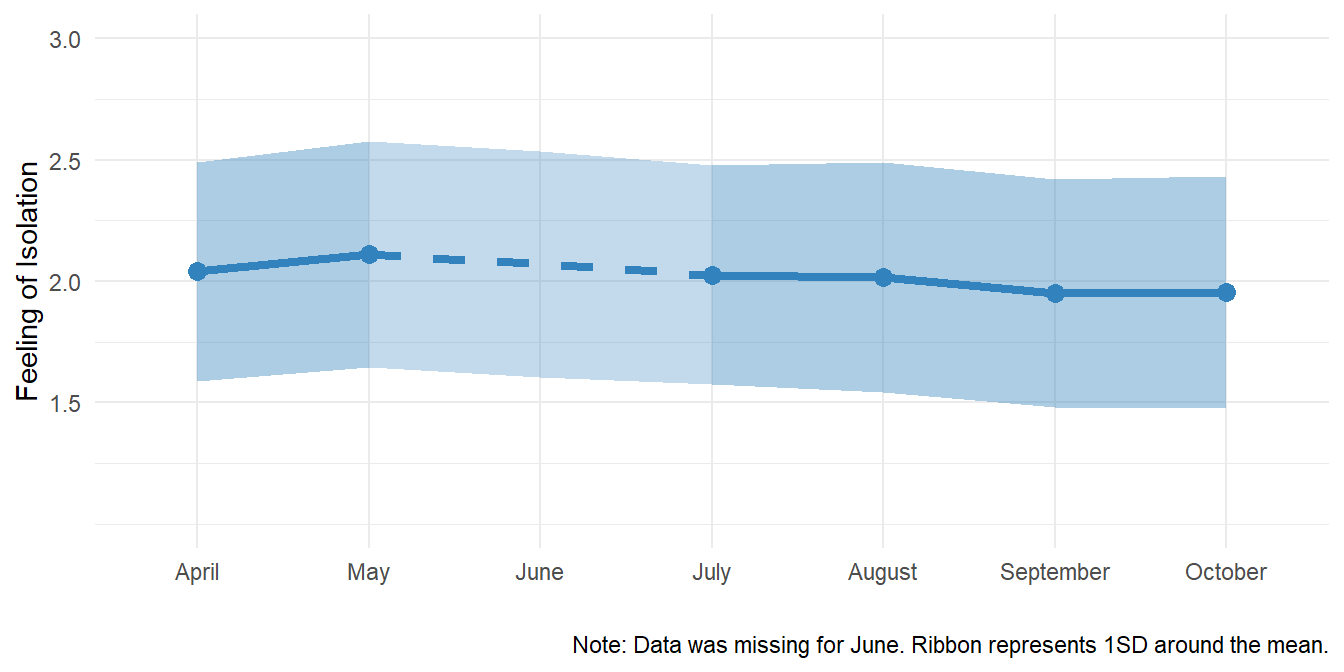 Feeling of Isolation
3.0
2.5
2.0
1.5
April May June July August September October
Note: Data was missing for June. Ribbon represents 1SD around the mean.